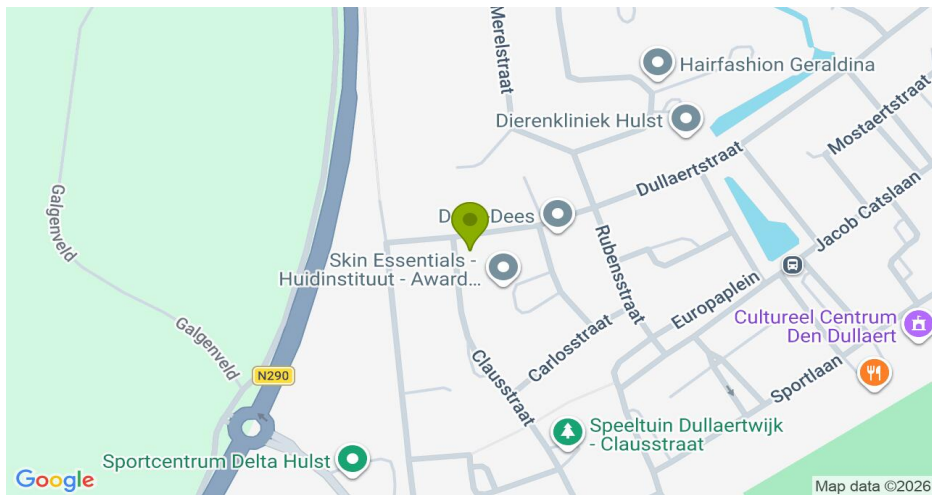 Merelstraat
Hairfashion Geraldina
Dierenkliniek Hulst
Mostaertstraat
Dullaertstraat
Galgenveld
D
Dees
Rubensstraat
Jacob Catslaan
Skin Essentials -
Huidinstituut - Award...
Europaplein
Cultureel Centrum
Den Dullaert
Galgenveld
Carlosstraat
N290
Clausstraat
Sportlaan
Speeltuin Dullaertwijk
- Clausstraat
Sportcentrum Delta Hulst
Google
Map data ©2026